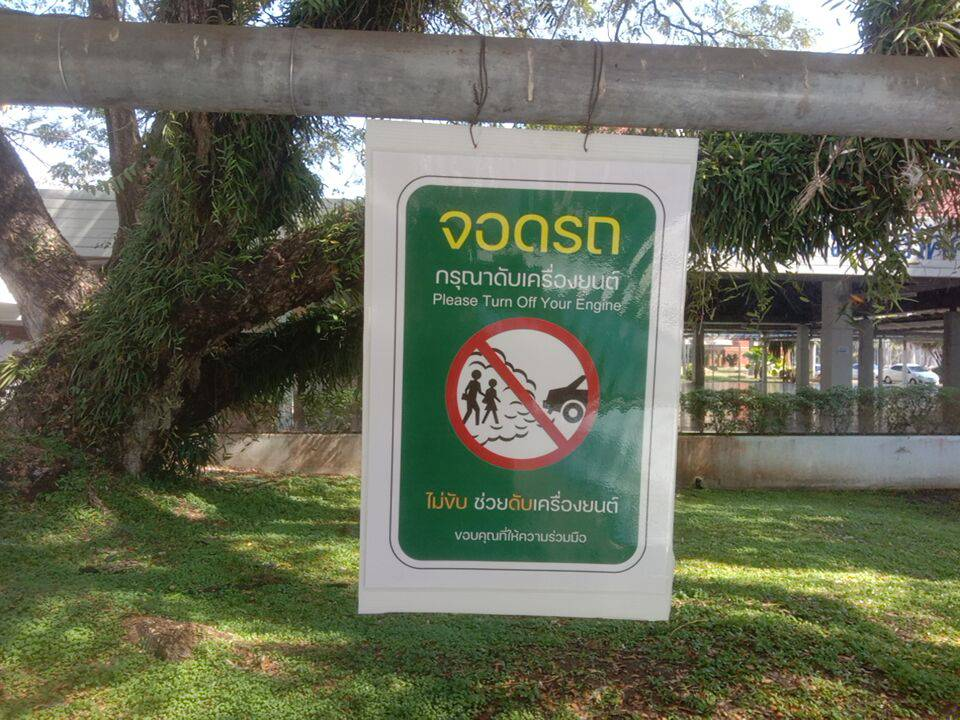 จอดรถ
กรุณาดับเครื่องยนต์
Please Turn Off Your Engine
ไม่ขับ ช่วยดับเครื่องยนต์
ขอบคุณที่ให้ความร่วมมือ